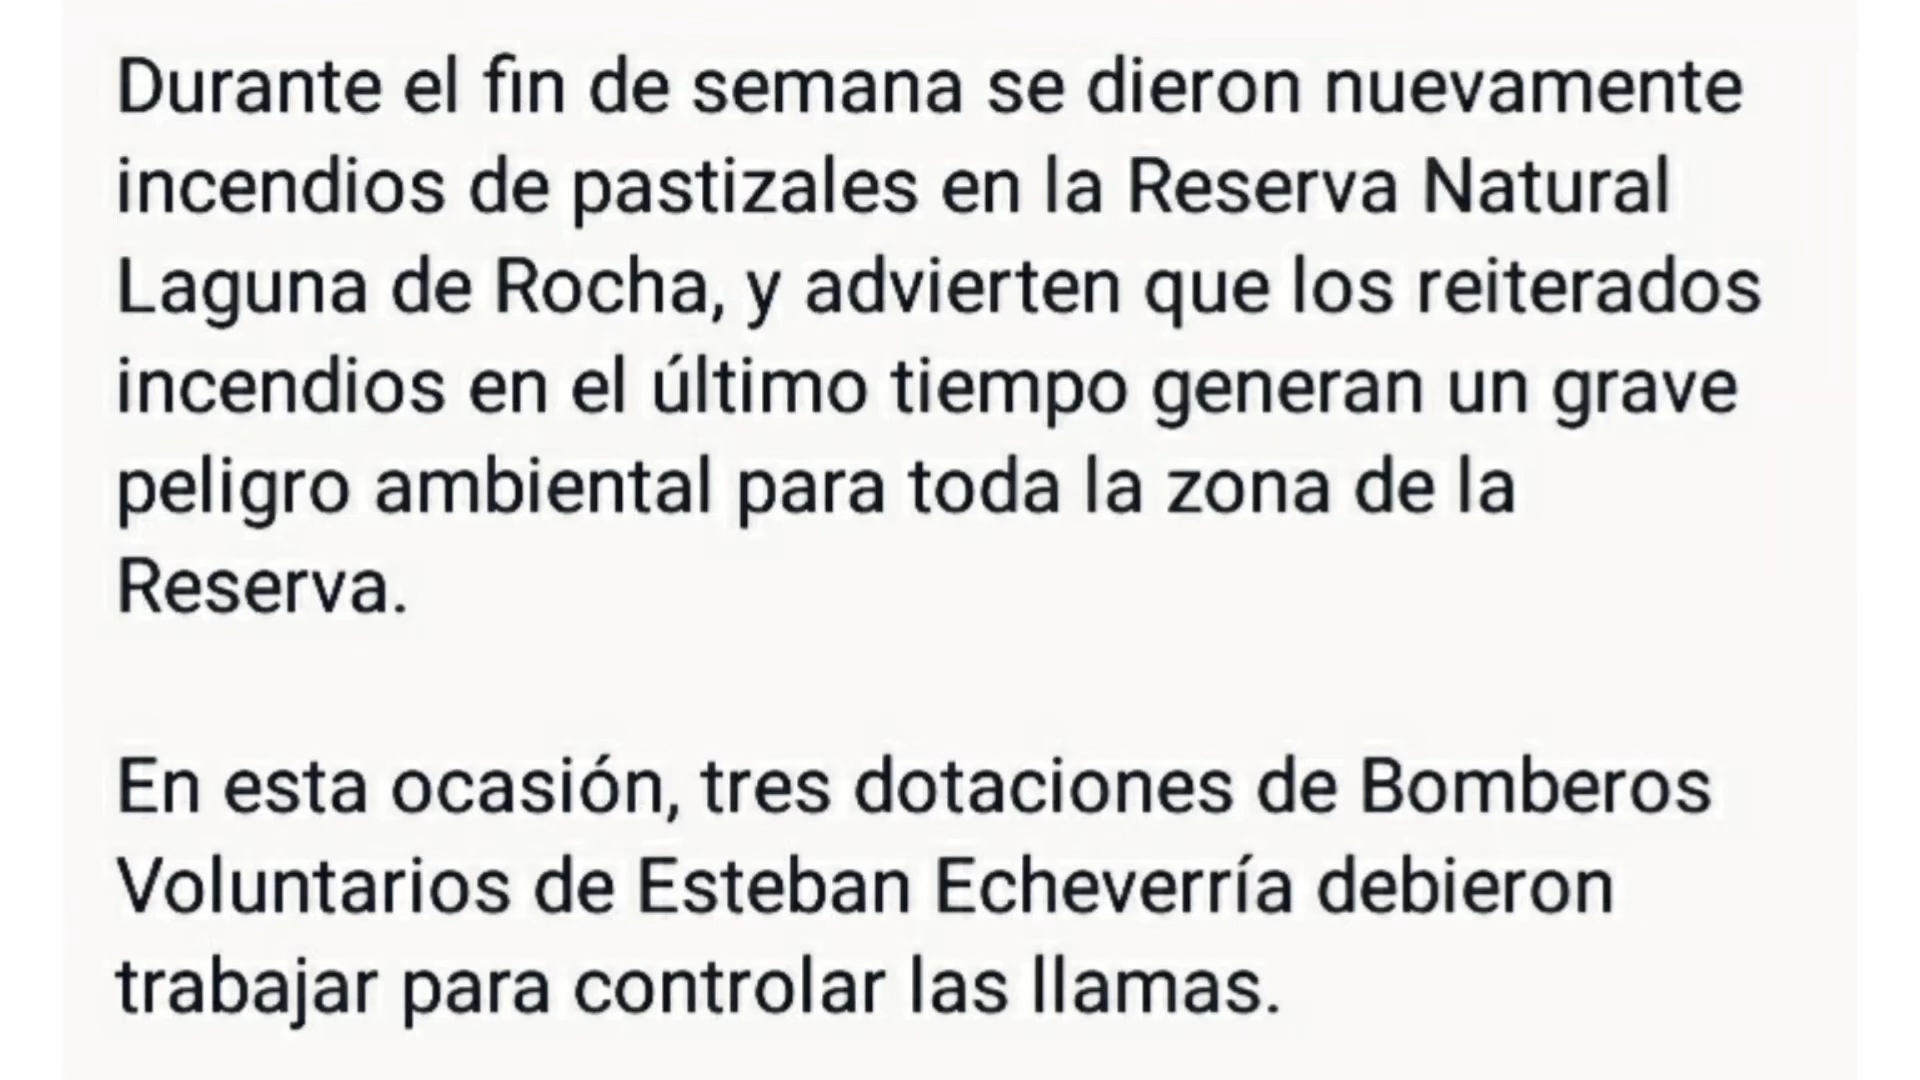 Durante el fin de semana se dieron nuevamente
incendios de pastizales en la Reserva Natural
Laguna de Rocha, y advierten que los reiterados
incendios en el último tiempo generan un grave
peligro ambiental para toda la zona de la
Reserva.
En esta ocasión, tres dotaciones de Bomberos
Voluntarios de Esteban Echeverría debieron
trabajar para controlar las llamas.